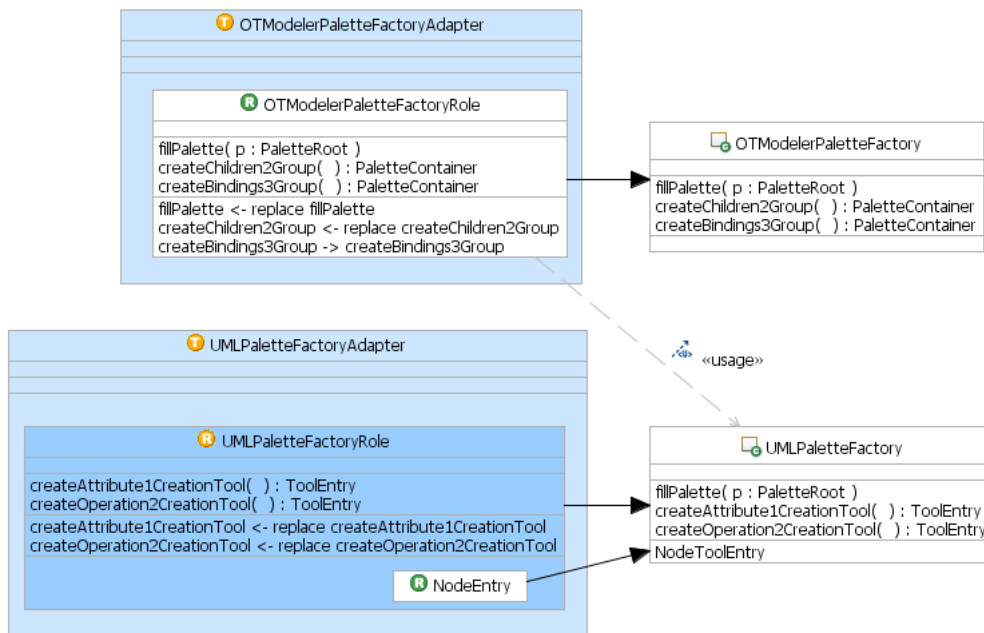 T OTModelerPaletteFactoryAdapter
R OTModelerPaletteFactoryRole
fillPalette( p : PaletteRoot )
createChildren2Group(  ) : PaletteContainer
createBindings3Group(  ) : PaletteContainer
fillPalette <- replace fillPalette
createChildren2Group <- replace createChildren2Group
createBindings3Group -> createBindings3Group
OTModelerPaletteFactory
fillPalette( p : PaletteRoot )
createChildren2Group(  ) : PaletteContainer
createBindings3Group(  ) : PaletteContainer
«usage»
T UMLPaletteFactoryAdapter
R UMLPaletteFactoryRole
createAttribute1CreationTool(  ) : ToolEntry
createOperation2CreationTool(  ) : ToolEntry
createAttribute1CreationTool <- replace createAttribute1CreationTool
createOperation2CreationTool <- replace createOperation2CreationTool
R NodeEntry
UMLPaletteFactory
fillPalette( p : PaletteRoot )
createAttribute1CreationTool(  ) : ToolEntry
createOperation2CreationTool(  ) : ToolEntry
NodeToolEntry